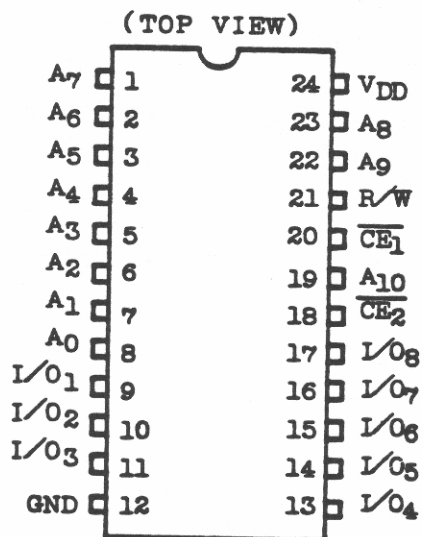 (TOP VIEW)
A7 1 24 VDD
A6 2 23 A8
A5 3 22 A9
A4 4 21 R/W
A3 5 20 CE1
A2 6 19 A10
A1 7 18 CE2
A0 8 17 I/O8
I/O1 9 16 I/O7
I/O2 10 15 I/O6
I/O3 11 14 I/O5
GND 12 13 I/O4